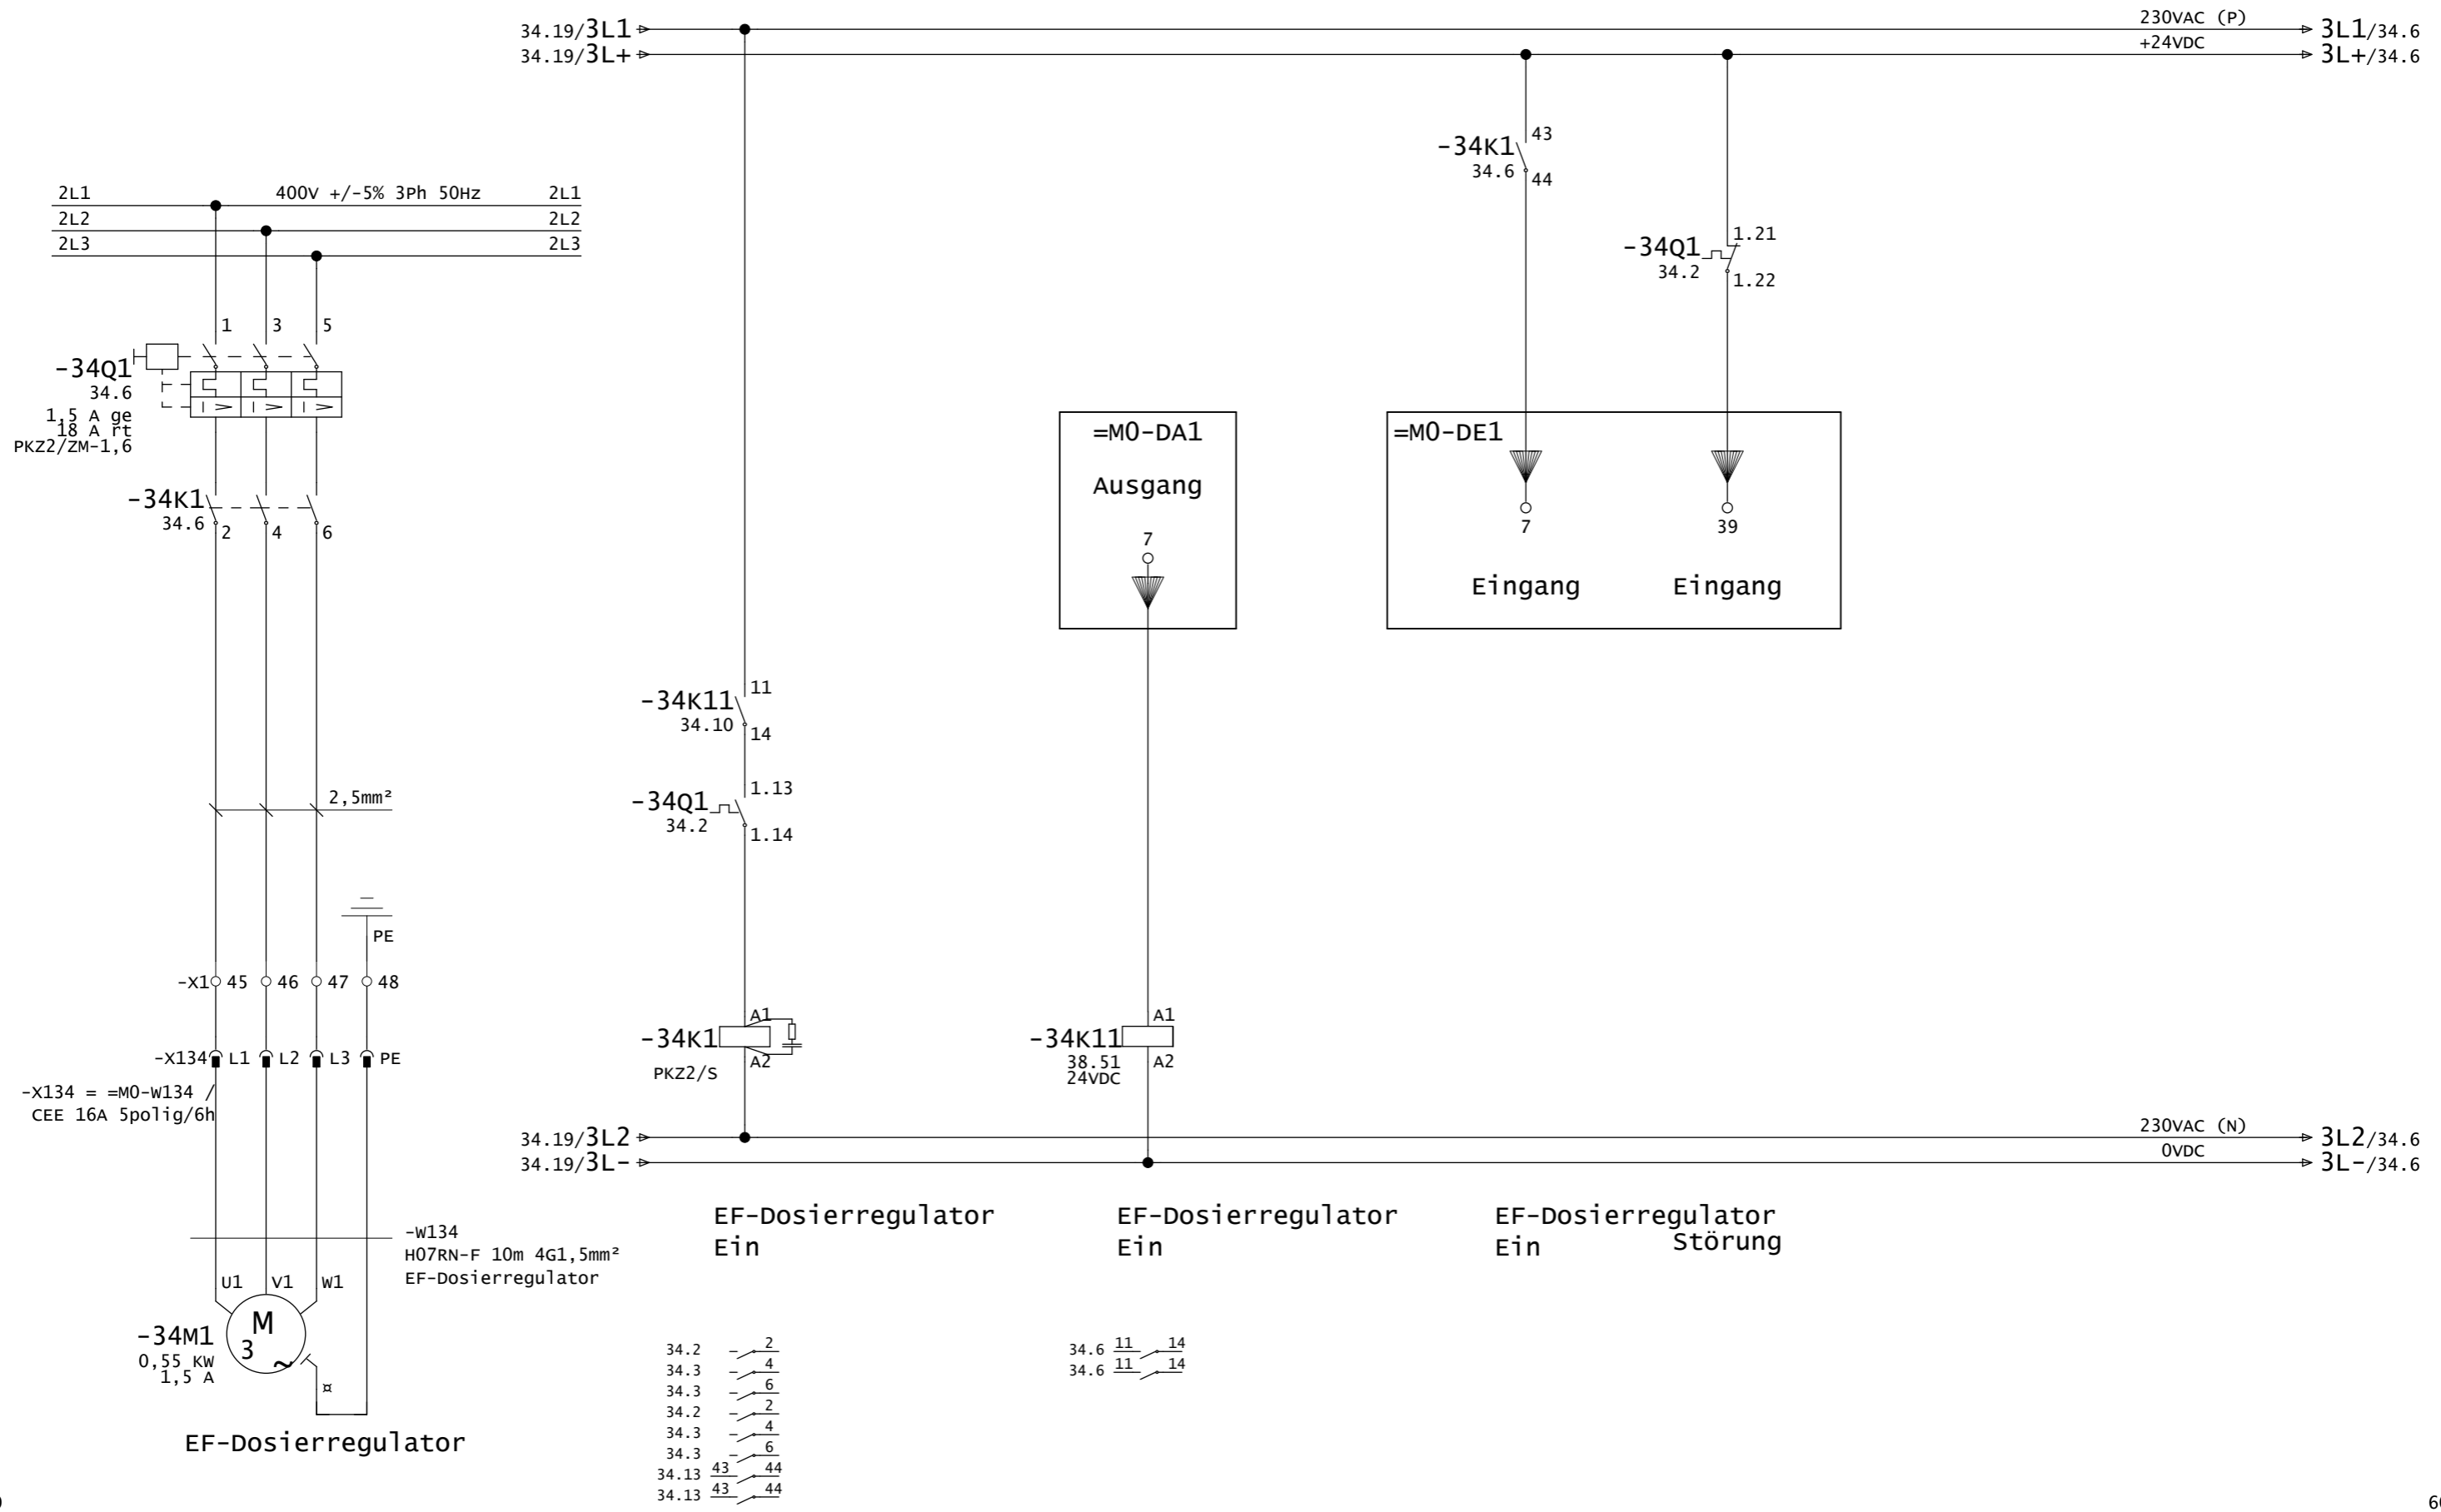 34.19/3L1
230VAC (P)
3L1/34.6
34.19/3L+
+24VDC
3L+/34.6
2L1 400V +/-5% 3Ph 50Hz 2L1
2L2 2L2
2L3 2L3
1 3 5
-34Q1
34.6
1,5 A ge
18 A rt
PKZ2/ZM-1,6
I > I > I >
-34K1
34.6
2 4 6
2,5mm²
PE
-X1 45 46 47 48
-X134 L1 L2 L3 PE
-X134 = =M0-W134 /
CEE 16A 5polig/6h
-W134
H07RN-F 10m 4G1,5mm²
EF-Dosierregulator
U1 V1 W1
M
3 ~
-34M1
0,55 KW
1,5 A
¤
EF-Dosierregulator
11
-34K11
34.10
14
1.13
-34Q1
34.2
1.14
A1
-34K1
A2
PKZ2/S
=M0-DA1
Ausgang
7
A1
-34K11
38.51
A2
24VDC
43
-34K1
34.6
44
1.21
-34Q1
34.2
1.22
=M0-DE1
7 39
Eingang Eingang
34.19/3L2
230VAC (N)
3L2/34.6
34.19/3L-
0VDC
3L-/34.6
EF-Dosierregulator
Ein
EF-Dosierregulator
Ein
EF-Dosierregulator
Ein Störung
34.2 2
34.3 4
34.3 6
34.2 2
34.3 4
34.3 6
34.13 43 44
34.13 43 44
34.6 11 14
34.6 11 14